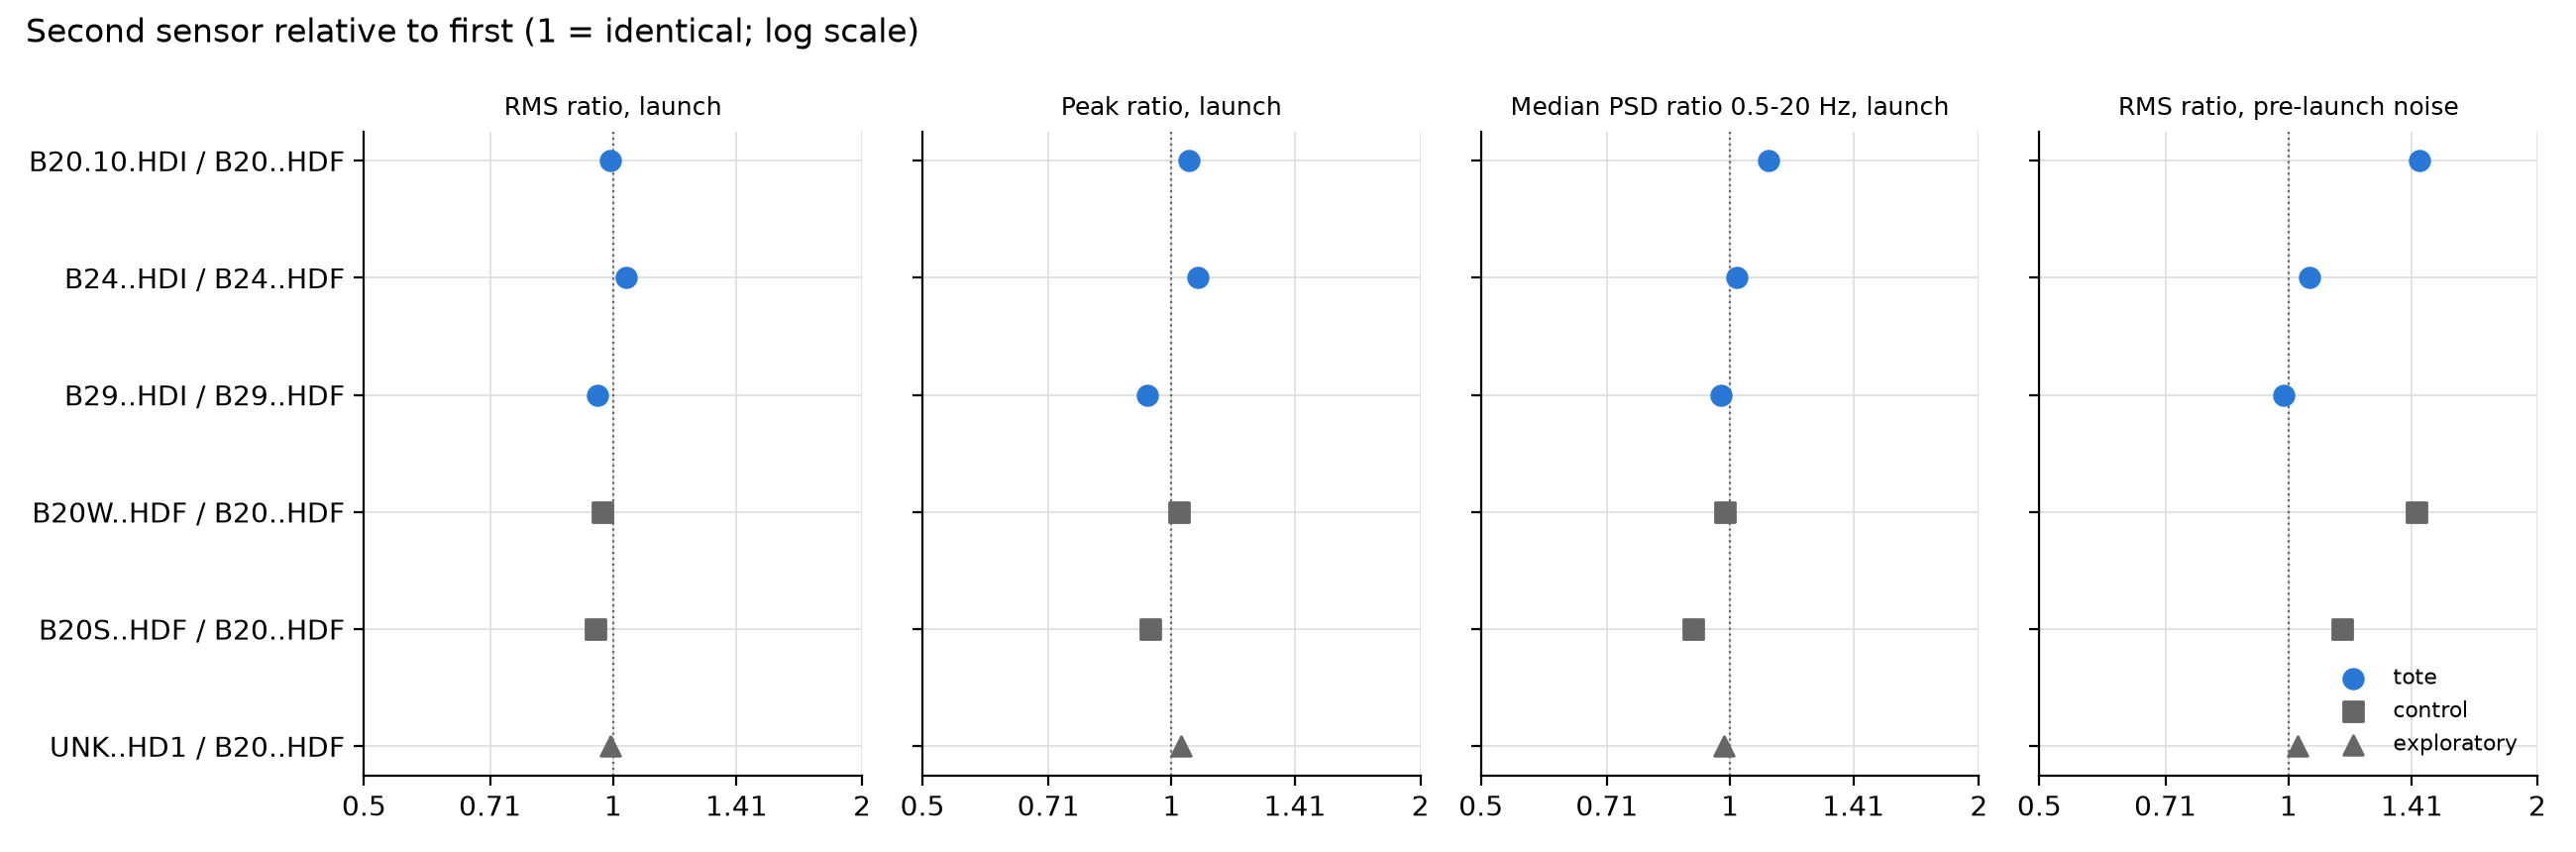 Second sensor relative to first (1 = identical; log scale)
RMS ratio, launch
Peak ratio, launch
Median PSD ratio 0.5-20 Hz, launch
RMS ratio, pre-launch noise
B20.10.HDI / B20..HDF
B24..HDI / B24..HDF
B29..HDI / B29..HDF
B20W..HDF / B20..HDF
B20S..HDF / B20..HDF
UNK..HD1 / B20..HDF
tote
control
exploratory
0.5 0.71 1 1.41 2
0.5 0.71 1 1.41 2
0.5 0.71 1 1.41 2
0.5 0.71 1 1.41 2